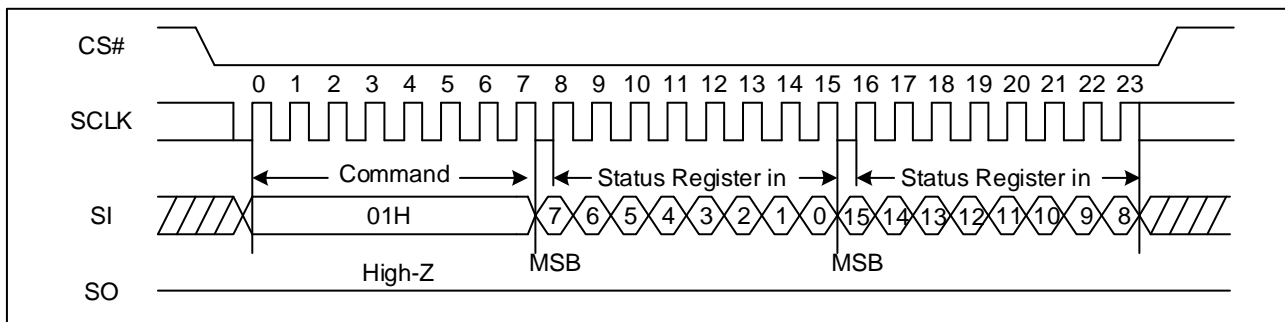 CS#
0 1 2 3 4 5 6 7 8 9 10 11 12 13 14 15 16 17 18 19 20 21 22 23
SCLK
Command Status Register in Status Register in
SI 01H 7 6 5 4 3 2 1 0 15 14 13 12 11 10 9 8
MSB MSB
High-Z
SO